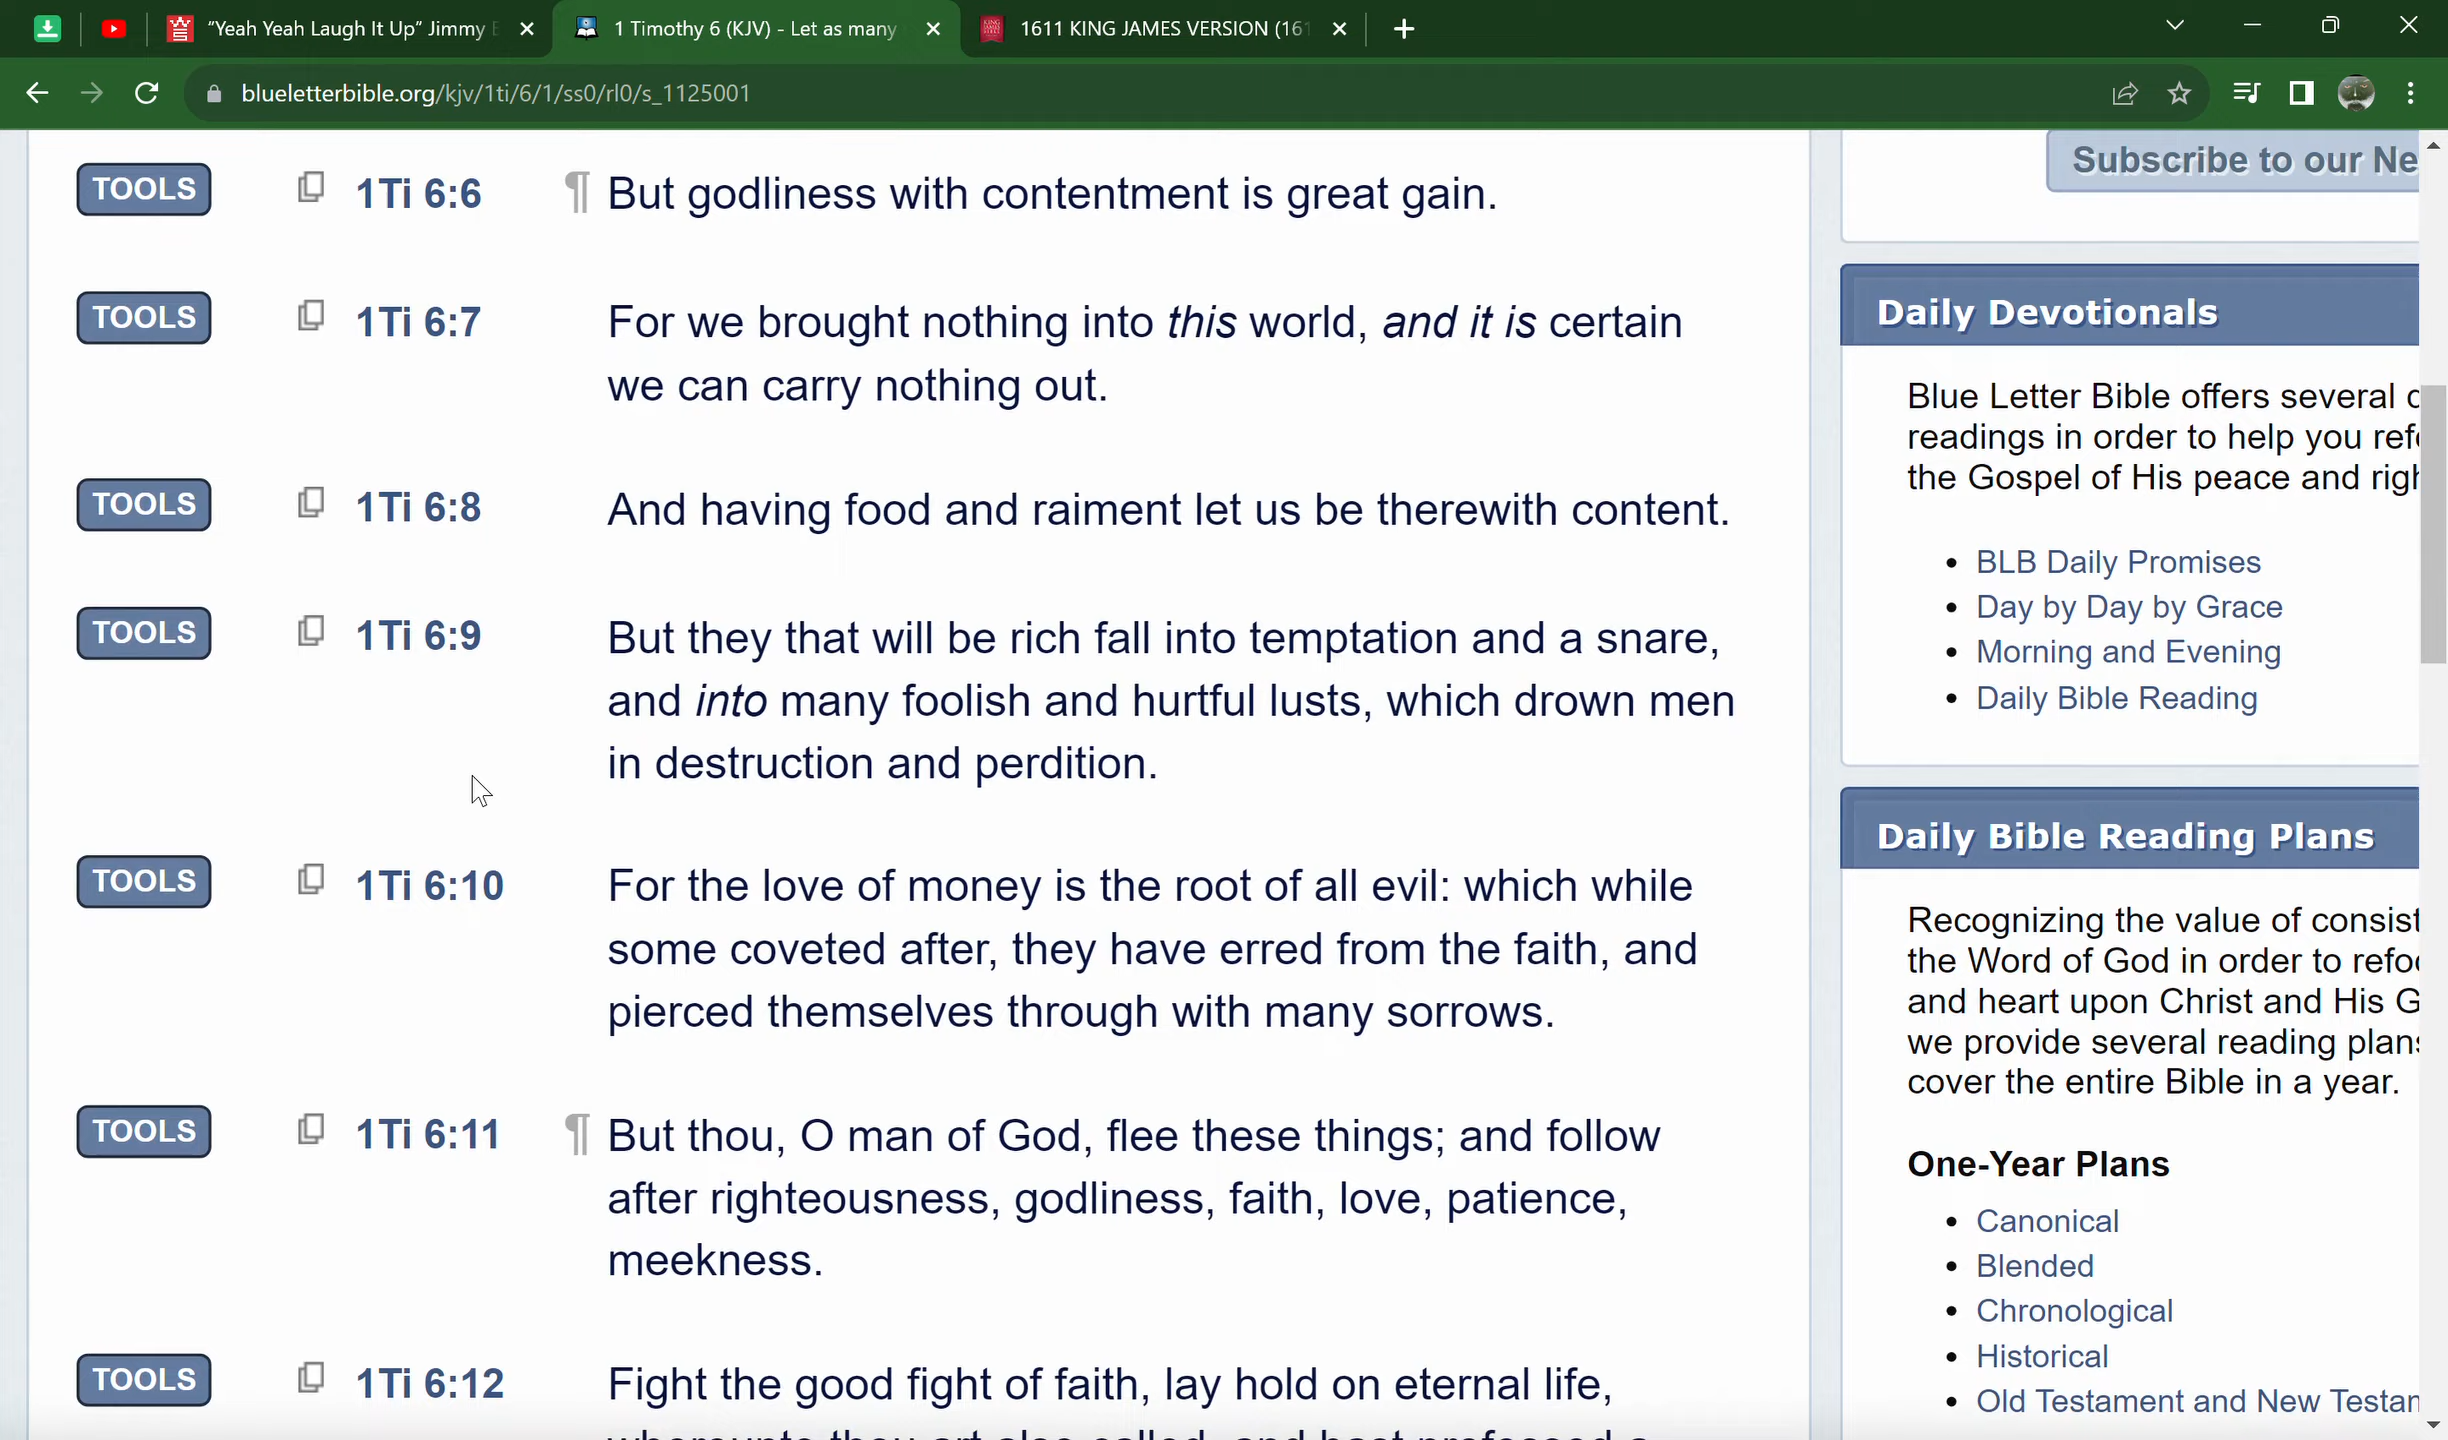 "Yeah Yeah Laugh It Up" Jimmy
1 Timothy 6 (KJV) - Let as many
1611 KING JAMES VERSION (161
blueletterbible.org/kjv/1ti/6/1/ss0/rl0/s_1125001
TOOLS 1Ti 6:6 ¶ But godliness with contentment is great gain.
TOOLS 1Ti 6:7 For we brought nothing into this world, and it is certain
we can carry nothing out.
TOOLS 1Ti 6:8 And having food and raiment let us be therewith content.
TOOLS 1Ti 6:9 But they that will be rich fall into temptation and a snare,
and into many foolish and hurtful lusts, which drown men
in destruction and perdition.
TOOLS 1Ti 6:10 For the love of money is the root of all evil: which while
some coveted after, they have erred from the faith, and
pierced themselves through with many sorrows.
TOOLS 1Ti 6:11 ¶ But thou, O man of God, flee these things; and follow
after righteousness, godliness, faith, love, patience,
meekness.
TOOLS 1Ti 6:12 Fight the good fight of faith, lay hold on eternal life,
whereunto thou art also called, and hast professed a
Subscribe to our Ne
Daily Devotionals
Blue Letter Bible offers several
readings in order to help you ref
the Gospel of His peace and righ
• BLB Daily Promises
• Day by Day by Grace
• Morning and Evening
• Daily Bible Reading
Daily Bible Reading Plans
Recognizing the value of consist
the Word of God in order to refo
and heart upon Christ and His G
we provide several reading plans
cover the entire Bible in a year.
One-Year Plans
• Canonical
• Blended
• Chronological
• Historical
• Old Testament and New Testam